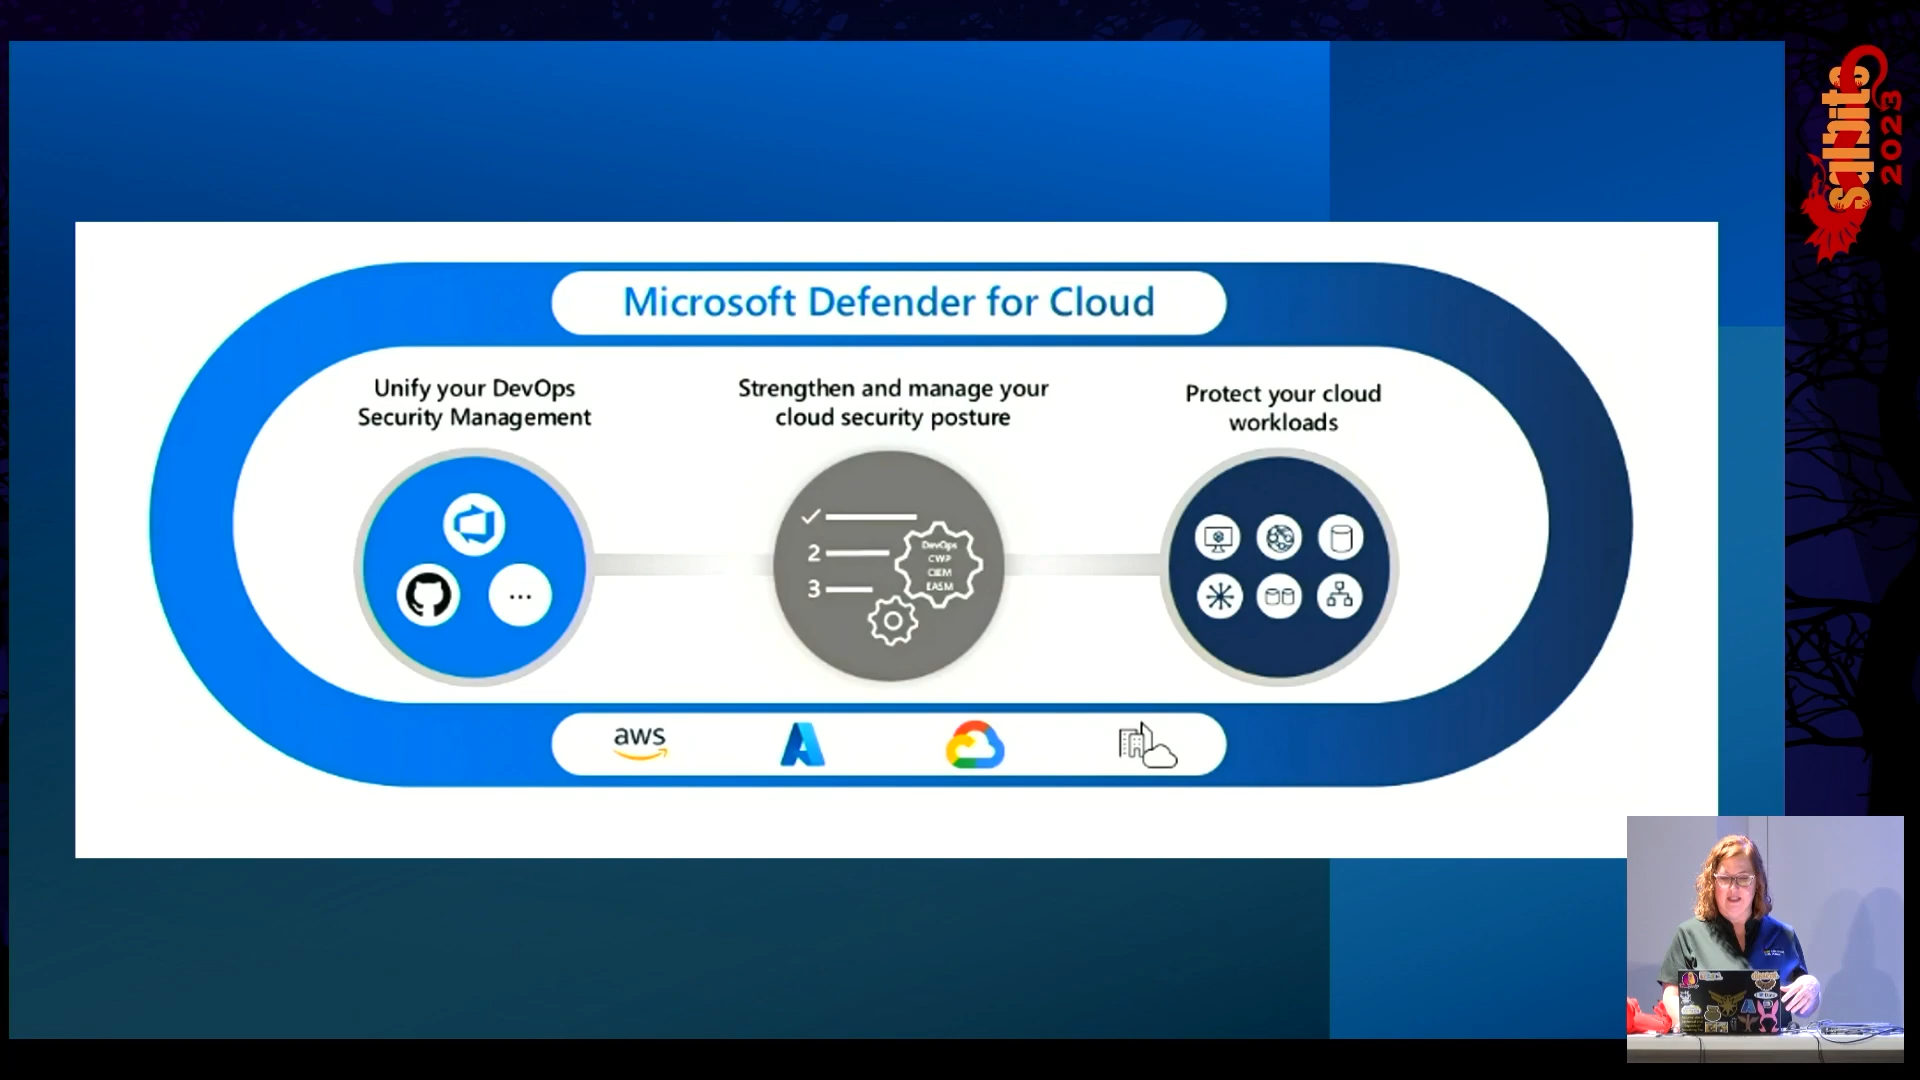 Microsoft Defender for Cloud
Unify your DevOps
Security Management
Strengthen and manage your
cloud security posture
Protect your cloud
workloads
2
3
DevOps
CWP
CIEM
EASM
...
aws
sqlbits
2023